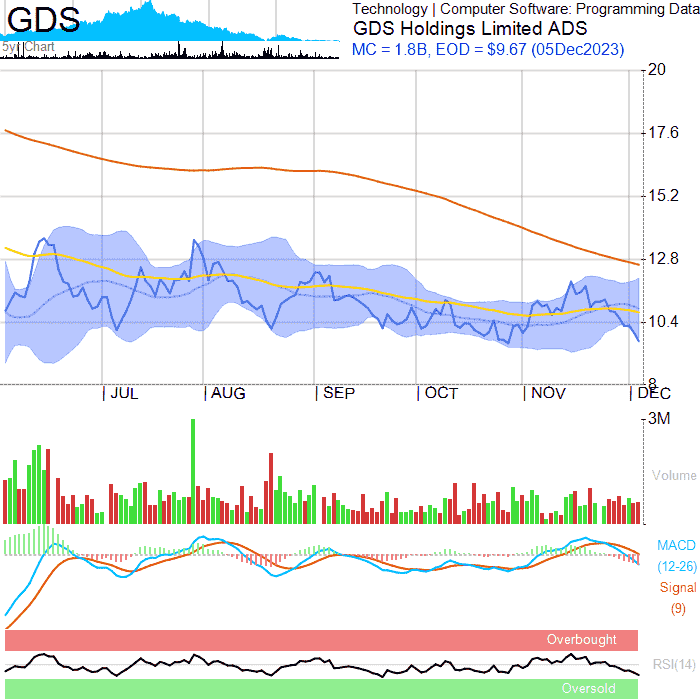 GDS
5yr Chart
Technology | Computer Software: Programming Data
GDS Holdings Limited ADS
MC = 1.8B, EOD = $9.67 (05Dec2023)
20
17.6
15.2
12.8
10.4
8
JUL AUG SEP OCT NOV DEC
3M
Volume
MACD
(12-26)
Signal
(9)
Overbought
RSI(14)
Oversold